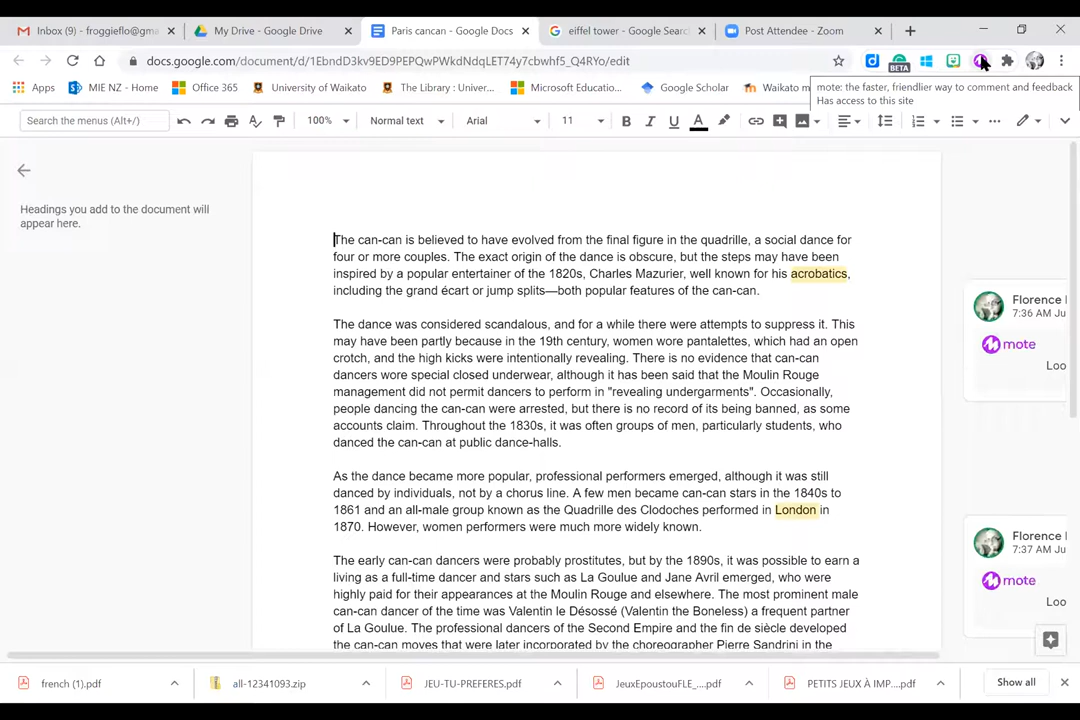 Inbox (9) - froggieflo@gma
My Drive - Google Drive
Paris cancan - Google Docs
eiffel tower - Google Searc
Post Attendee - Zoom
docs.google.com/document/d/1EbndD3kv9ED9PEPQwPWkdNdqLET74y7cbwhf5_Q4RYo/edit
BETA
Apps
MIE NZ - Home
Office 365
University of Waikato
The Library : Univer...
Microsoft Educatio...
Google Scholar
Waikato m
mote: the faster, friendlier way to comment and feedback
Has access to this site
Search the menus (Alt+/)
100%
Normal text
Arial
11
B
I
U
A
Headings you add to the document will
appear here.
The can-can is believed to have evolved from the final figure in the quadrille, a social dance for
four or more couples. The exact origin of the dance is obscure, but the steps may have been
inspired by a popular entertainer of the 1820s, Charles Mazurier, well known for his acrobatics,
including the grand écart or jump splits—both popular features of the can-can.
The dance was considered scandalous, and for a while there were attempts to suppress it. This
may have been partly because in the 19th century, women wore pantalettes, which had an open
crotch, and the high kicks were intentionally revealing. There is no evidence that can-can
dancers wore special closed underwear, although it has been said that the Moulin Rouge
management did not permit dancers to perform in "revealing undergarments". Occasionally,
people dancing the can-can were arrested, but there is no record of its being banned, as some
accounts claim. Throughout the 1830s, it was often groups of men, particularly students, who
danced the can-can at public dance-halls.
As the dance became more popular, professional performers emerged, although it was still
danced by individuals, not by a chorus line. A few men became can-can stars in the 1840s to
1861 and an all-male group known as the Quadrille des Clodoches performed in London in
1870. However, women performers were much more widely known.
The early can-can dancers were probably prostitutes, but by the 1890s, it was possible to earn a
living as a full-time dancer and stars such as La Goulue and Jane Avril emerged, who were
highly paid for their appearances at the Moulin Rouge and elsewhere. The most prominent male
can-can dancer of the time was Valentin le Désossé (Valentin the Boneless) a frequent partner
of La Goulue. The professional dancers of the Second Empire and the fin de siècle developed
the can-can moves that were later incorporated by the choreographer Pierre Sandrini in the
Florence
7:36 AM Ju
mote
Loo
Florence
7:37 AM Ju
mote
Loo
french (1).pdf
all-12341093.zip
JEU-TU-PREFERES.pdf
JeuxEpoustouFLE_....pdf
PETITS JEUX À IMP....pdf
Show all